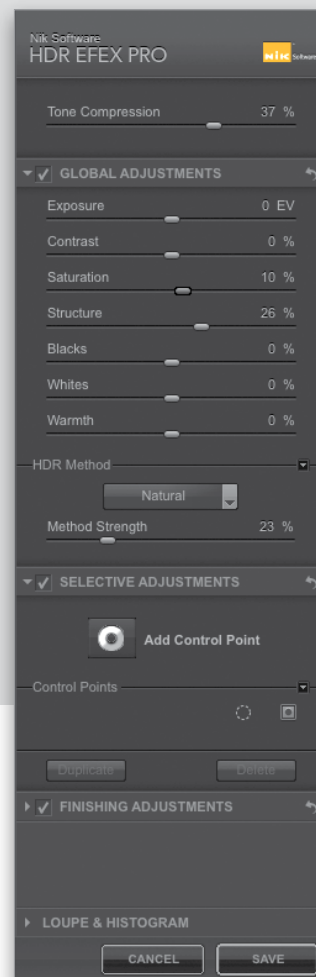 Nik Software
HDR EFEX PRO
nik Software
Tone Compression 37 %
GLOBAL ADJUSTMENTS
Exposure 0 EV
Contrast 0 %
Saturation 10 %
Structure 26 %
Blacks 0 %
Whites 0 %
Warmth 0 %
HDR Method
Natural
Method Strength 23 %
SELECTIVE ADJUSTMENTS
Add Control Point
Control Points
Duplicate Delete
FINISHING ADJUSTMENTS
LOUPE & HISTOGRAM
CANCEL SAVE